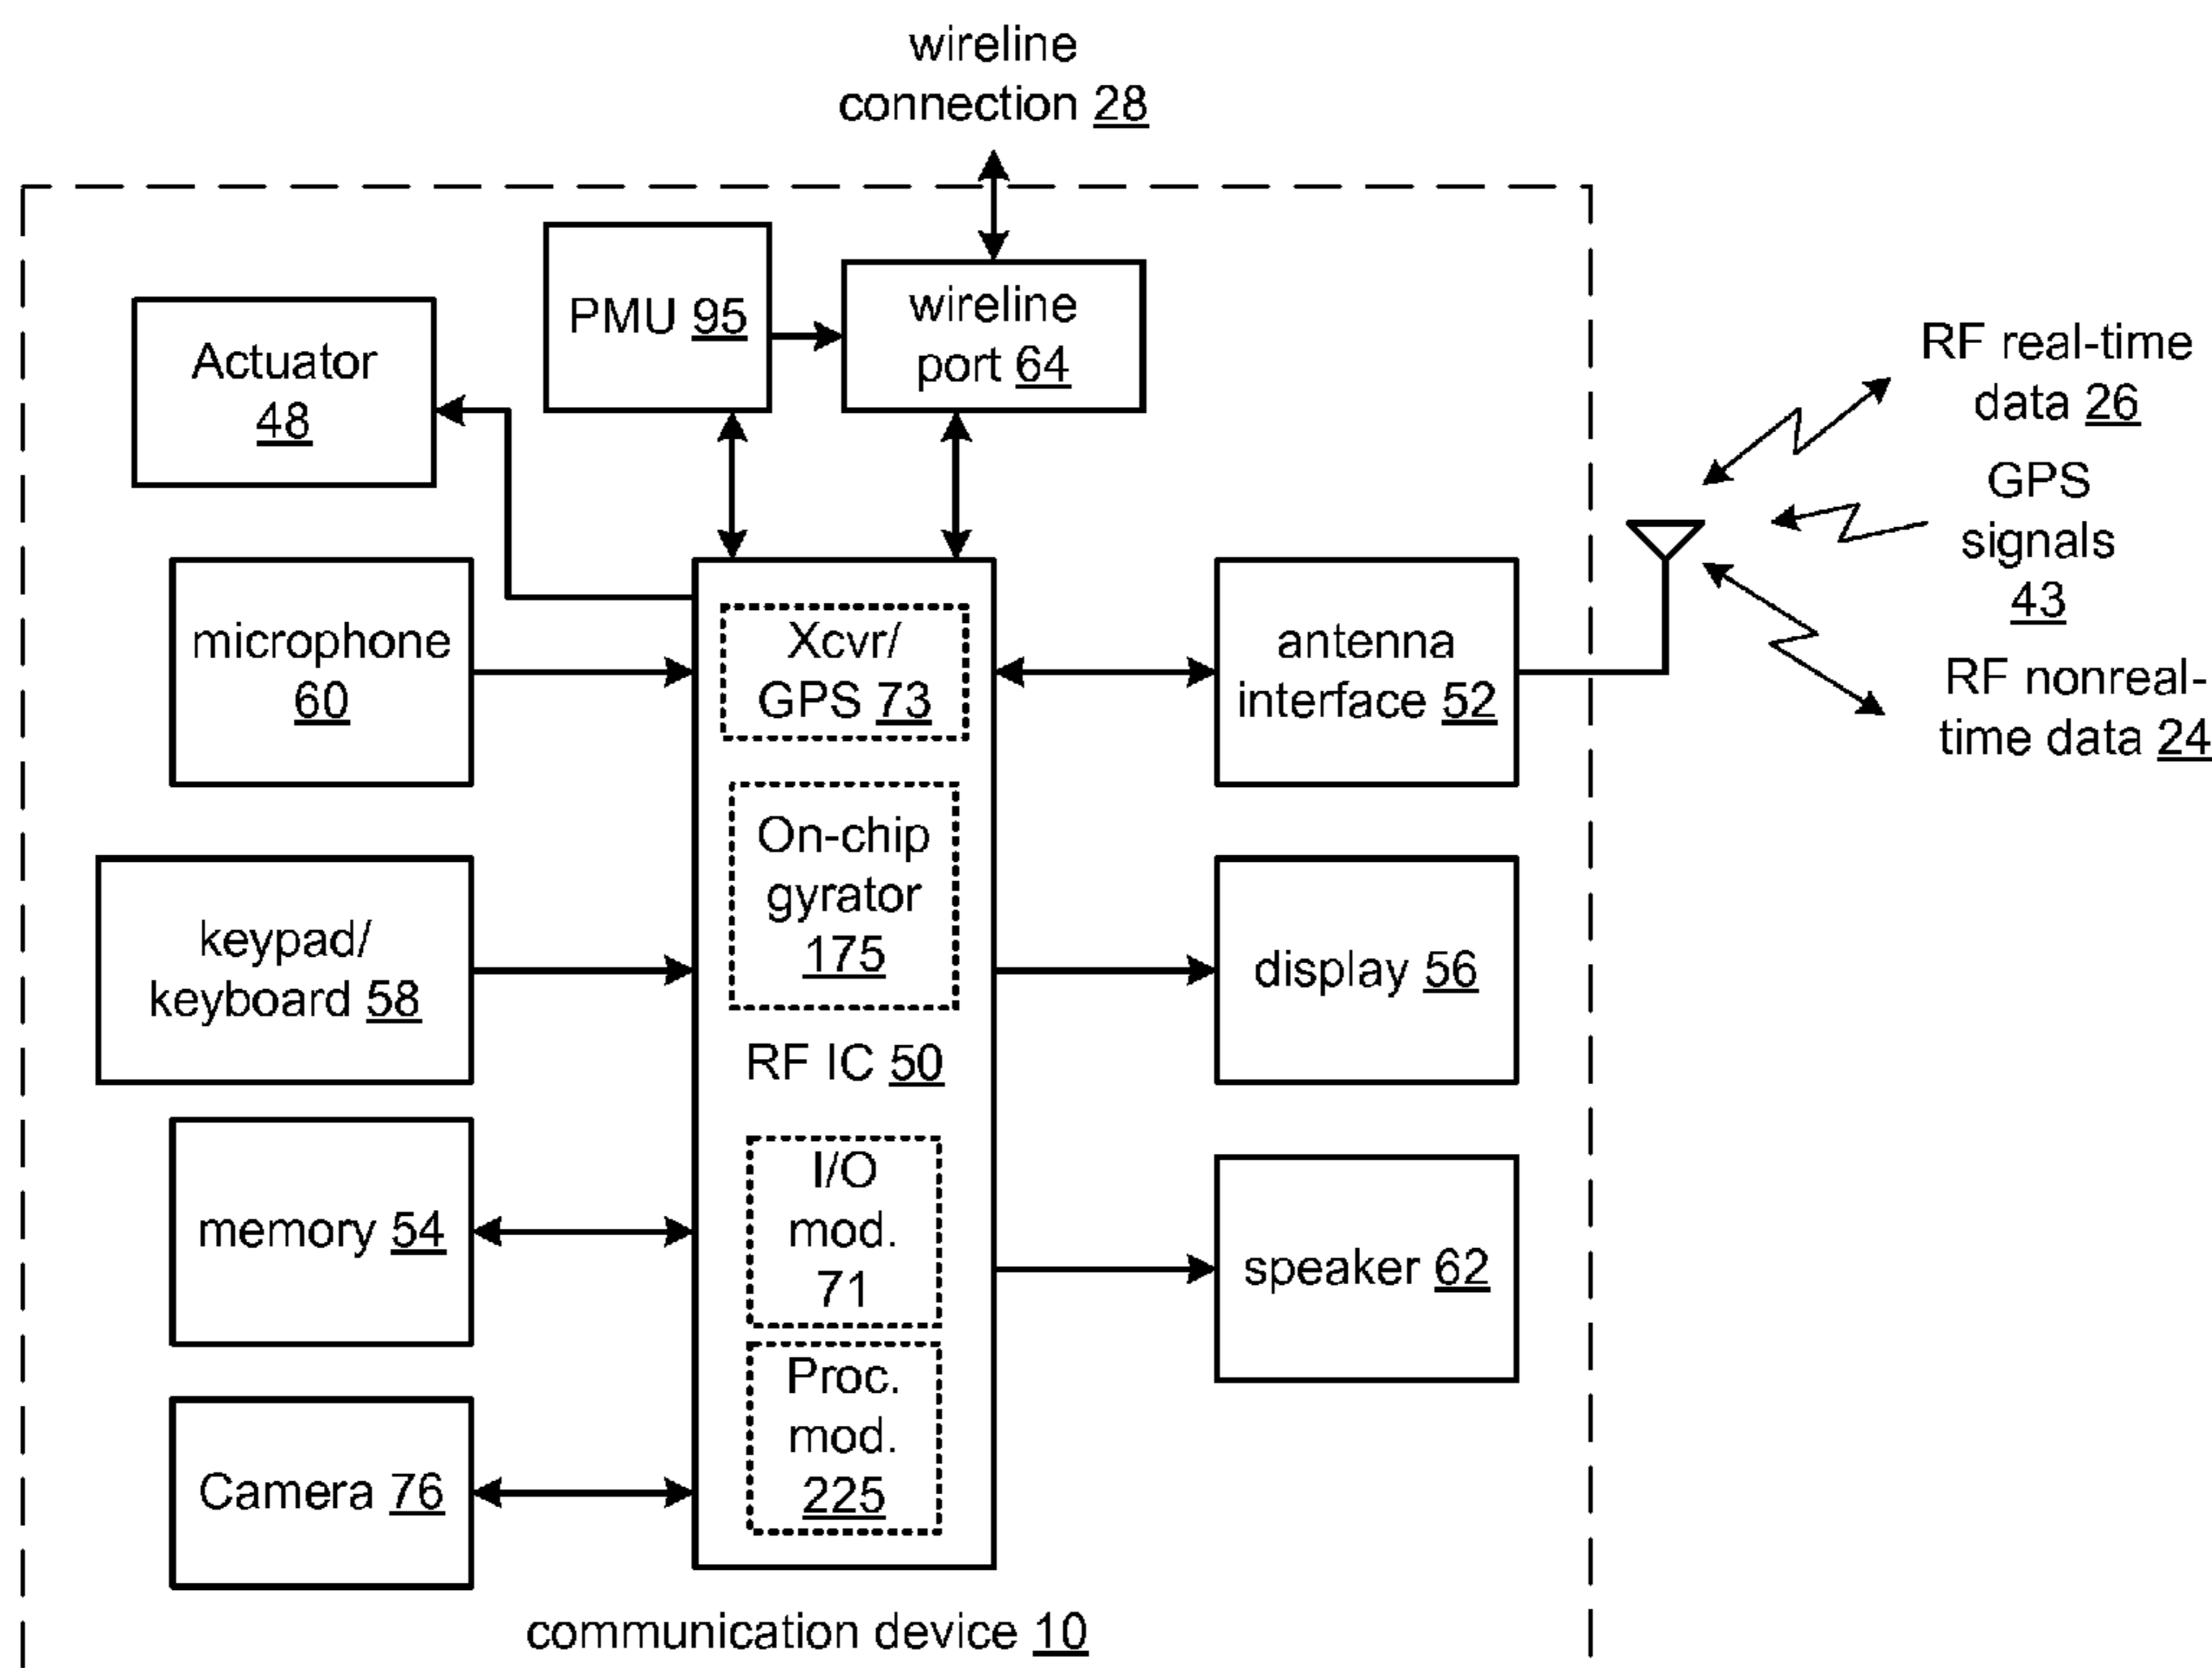 wireline
connection 28
PMU 95
wireline
port 64
Actuator
48
RF real-time
data 26
GPS
signals
43
RF nonreal-
time data 24
microphone
60
Xcvr/
GPS 73
antenna
interface 52
On-chip
gyrator
175
keypad/
keyboard 58
display 56
RF IC 50
memory 54
I/O
mod.
71
speaker 62
Proc.
mod.
225
Camera 76
communication device 10